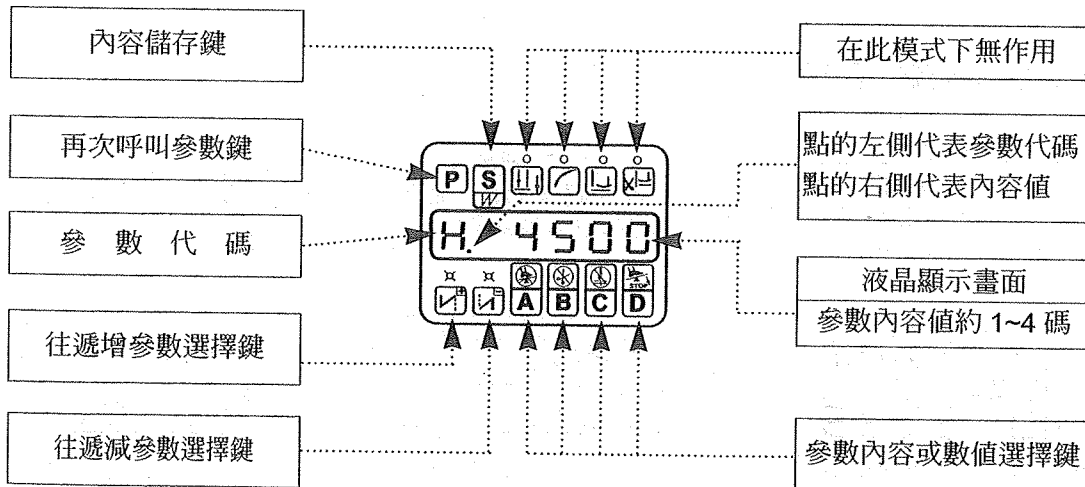 內容儲存鍵
再次呼叫參數鍵
參 數 代 碼
往遞增參數選擇鍵
往遞減參數選擇鍵
P S
W
H. 4500
A B C D
STOP
在此模式下無作用
點的左側代表參數代碼
點的右側代表內容值
液晶顯示畫面
參數內容值約 1~4 碼
參數內容或數值選擇鍵